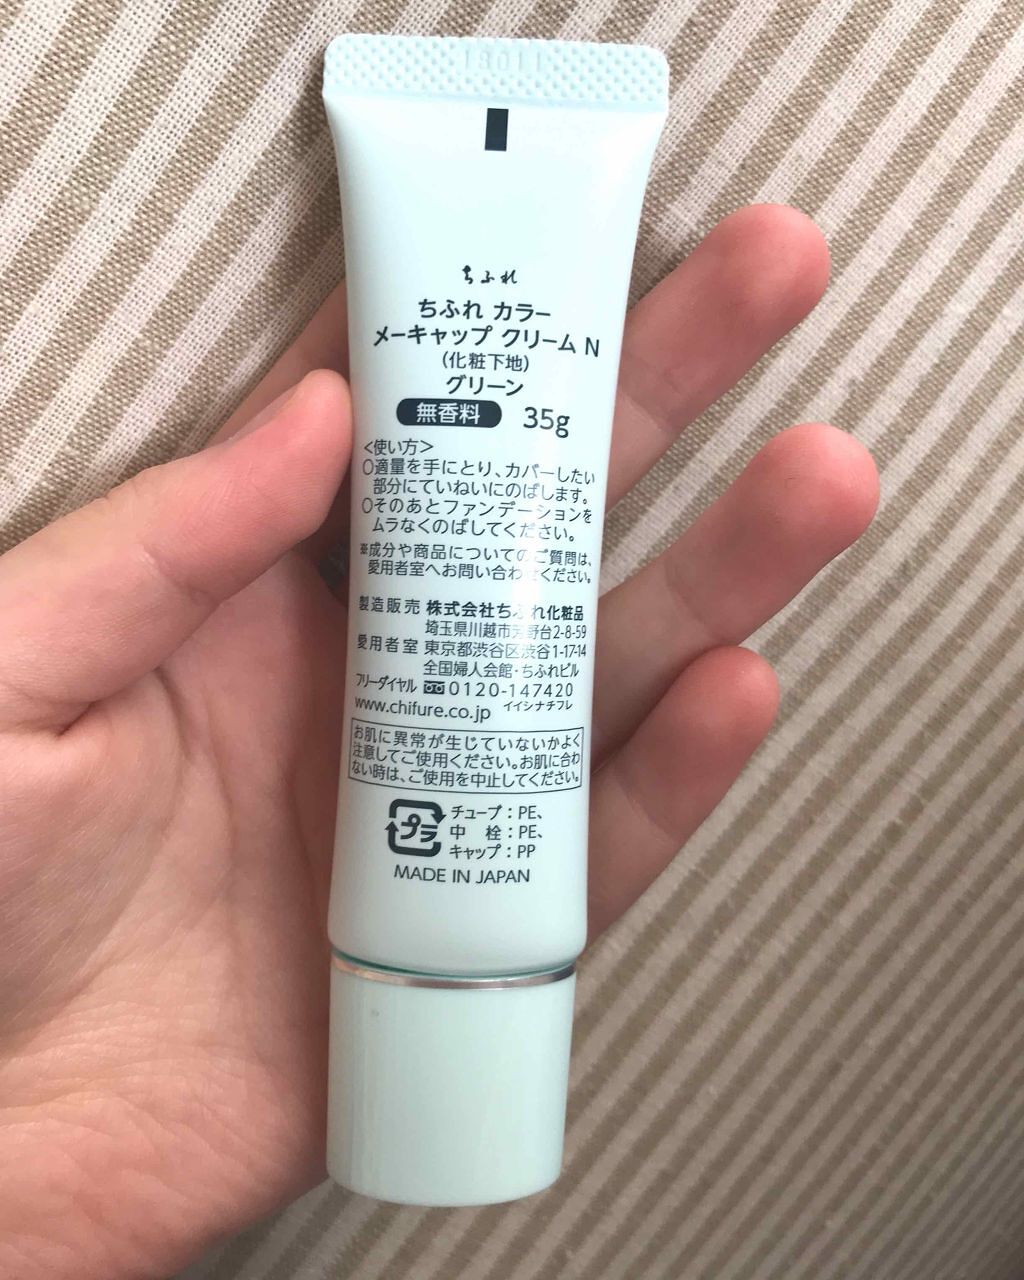 ちふれ
ちふれ カラー
メーキャップ クリーム N
(化粧下地)
グリーン
無香料 35g
<使い方>
○適量を手にとり、カバーしたい
部分にていねいにのばします。
○そのあとファンデーションを
ムラなくのばしてください。
※成分や商品についてのご質問は、
愛用者室へお問い合わせください。
製造販売 株式会社ちふれ化粧品
埼玉県川越市芳野台2-8-59
愛用者室 東京都渋谷区渋谷1-17-14
全国婦人会館・ちふれビル
フリーダイヤル 0120-147420
www.chifure.co.jp イイシナチフレ
お肌に異常が生じていないかよく
注意してご使用ください。お肌に合わ
ない時は、ご使用を中止してください。
プラ チューブ：PE、
中 栓：PE、
キャップ：PP
MADE IN JAPAN